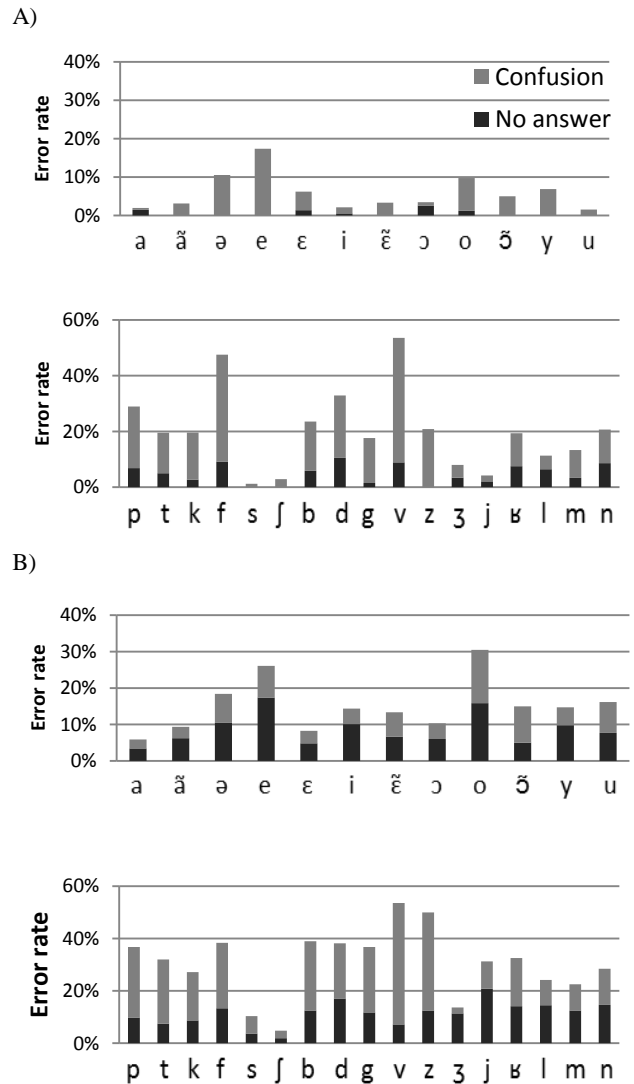 A)
40%
Confusion
30%
No answer
20%
10%
0%
Error rate
a ã ə e ɛ i ɛ̃ ɔ o ɔ̃ y u
60%
40%
20%
0%
Error rate
p t k f s ʃ b d g v z ʒ j ʁ l m n
B)
40%
30%
20%
10%
0%
Error rate
a ã ə e ɛ i ɛ̃ ɔ o ɔ̃ y u
60%
40%
20%
0%
Error rate
p t k f s ʃ b d g v z ʒ j ʁ l m n